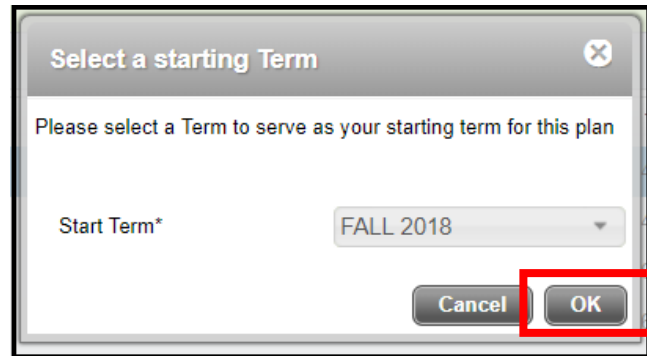 Select a starting Term
Please select a Term to serve as your starting term for this plan
Start Term* FALL 2018
Cancel OK